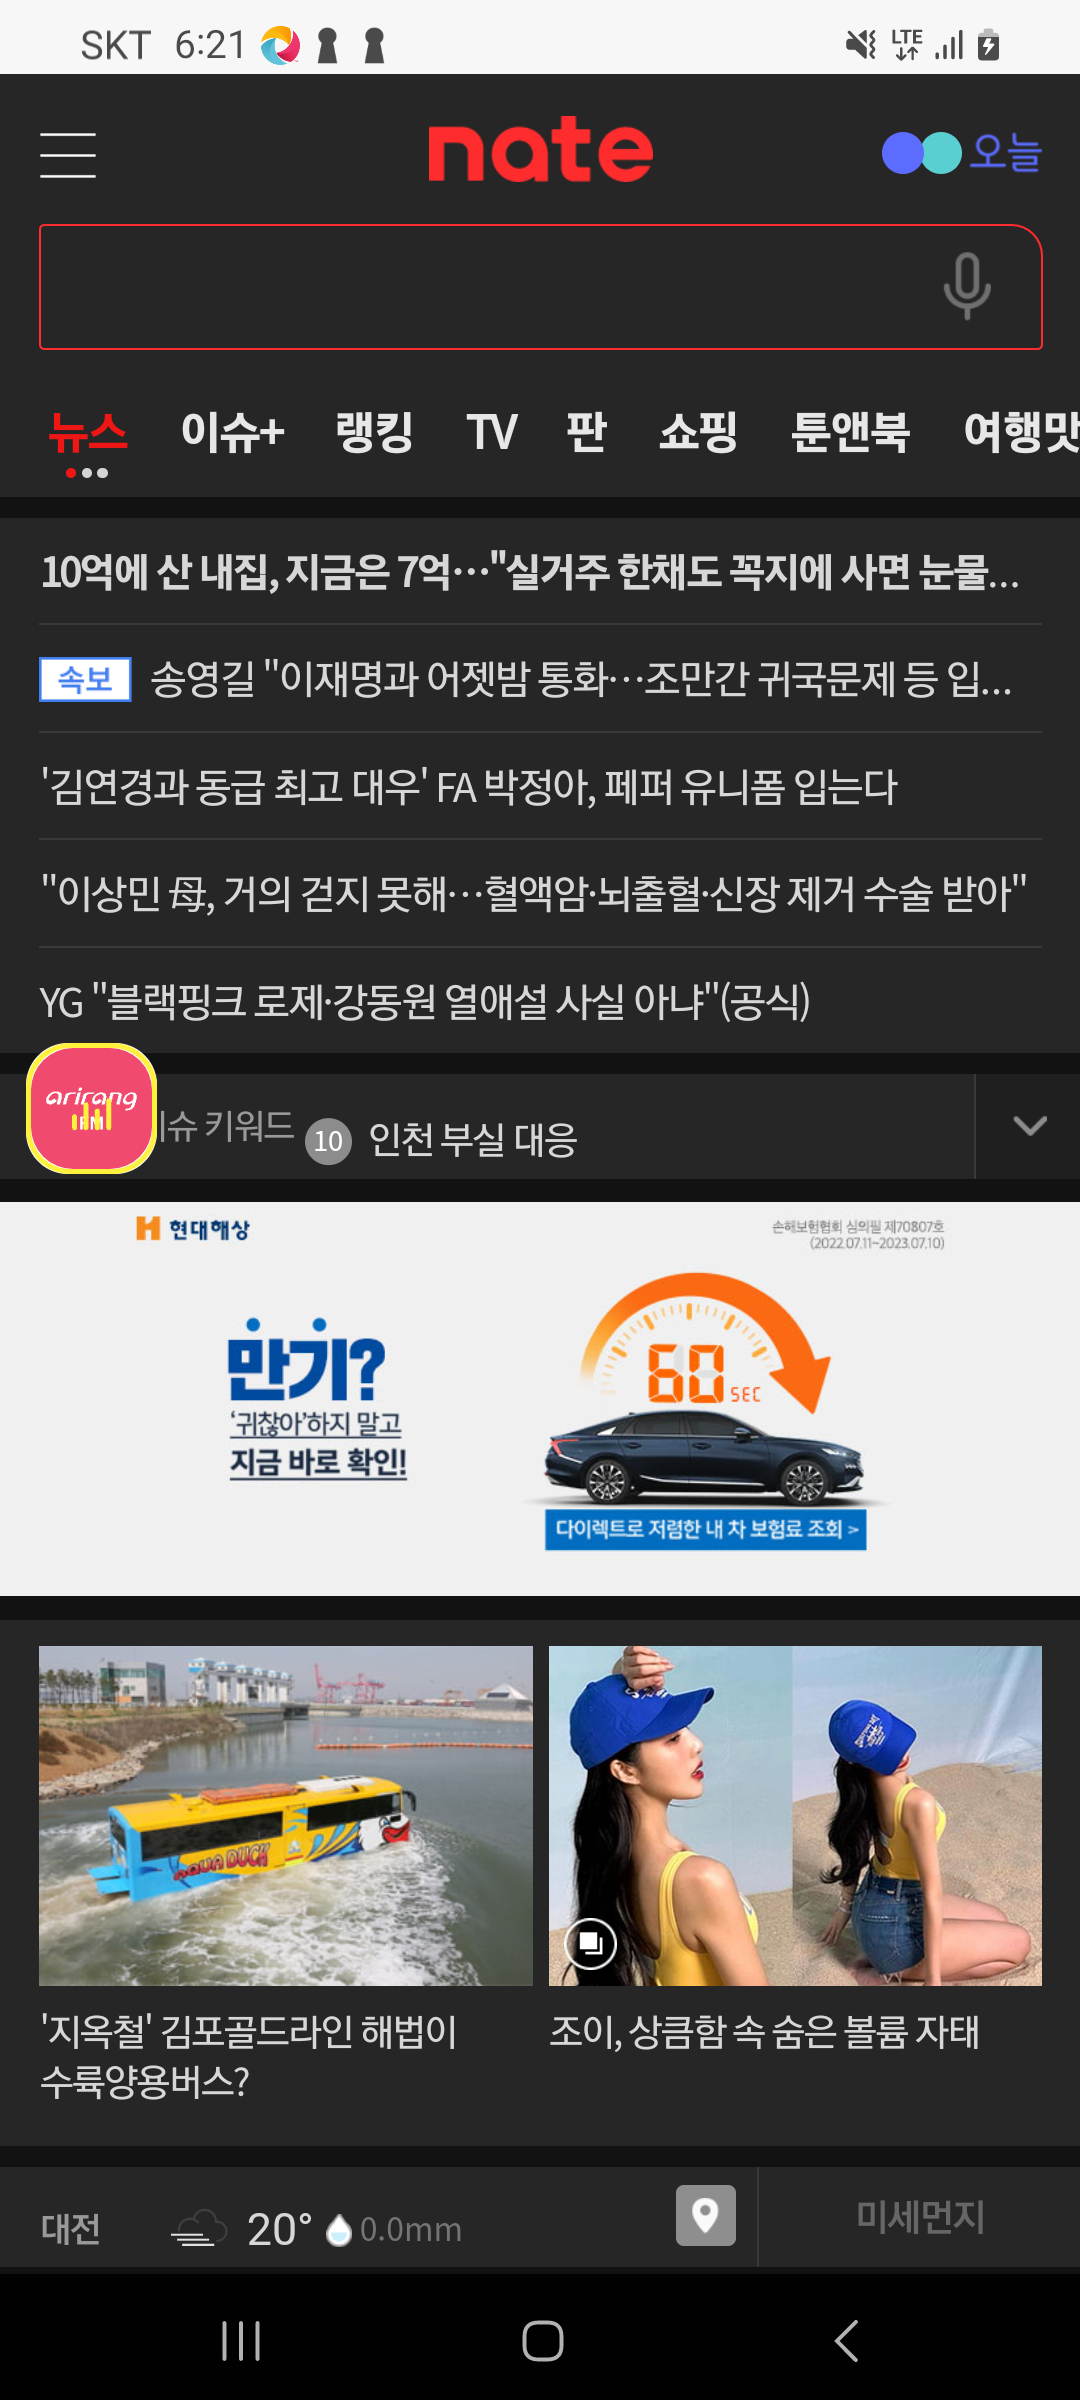 SKT 6:21
LTE
nate
오늘
뉴스 이슈+ 랭킹 TV 판 쇼핑 툰앤북 여행맛
10억에 산 내집, 지금은 7억…"실거주 한채도 꼭지에 사면 눈물...
속보 송영길 "이재명과 어젯밤 통화…조만간 귀국문제 등 입...
'김연경과 동급 최고 대우' FA 박정아, 페퍼 유니폼 입는다
"이상민 母, 거의 걷지 못해…혈액암·뇌출혈·신장 제거 수술 받아"
YG "블랙핑크 로제·강동원 열애설 사실 아냐"(공식)
arirang
슈 키워드 10 인천 부실 대응
현대해상
손해보험협회 심의필 제70807호
(2022.07.11~2023.07.10)
만기?
'귀찮아'하지 말고
지금 바로 확인!
60 SEC
다이렉트로 저렴한 내 차 보험료 조회 >
AQUA DUCK
'지옥철' 김포골드라인 해법이
수륙양용버스?
조이, 상큼함 속 숨은 볼륨 자태
대전 20° 0.0mm 미세먼지